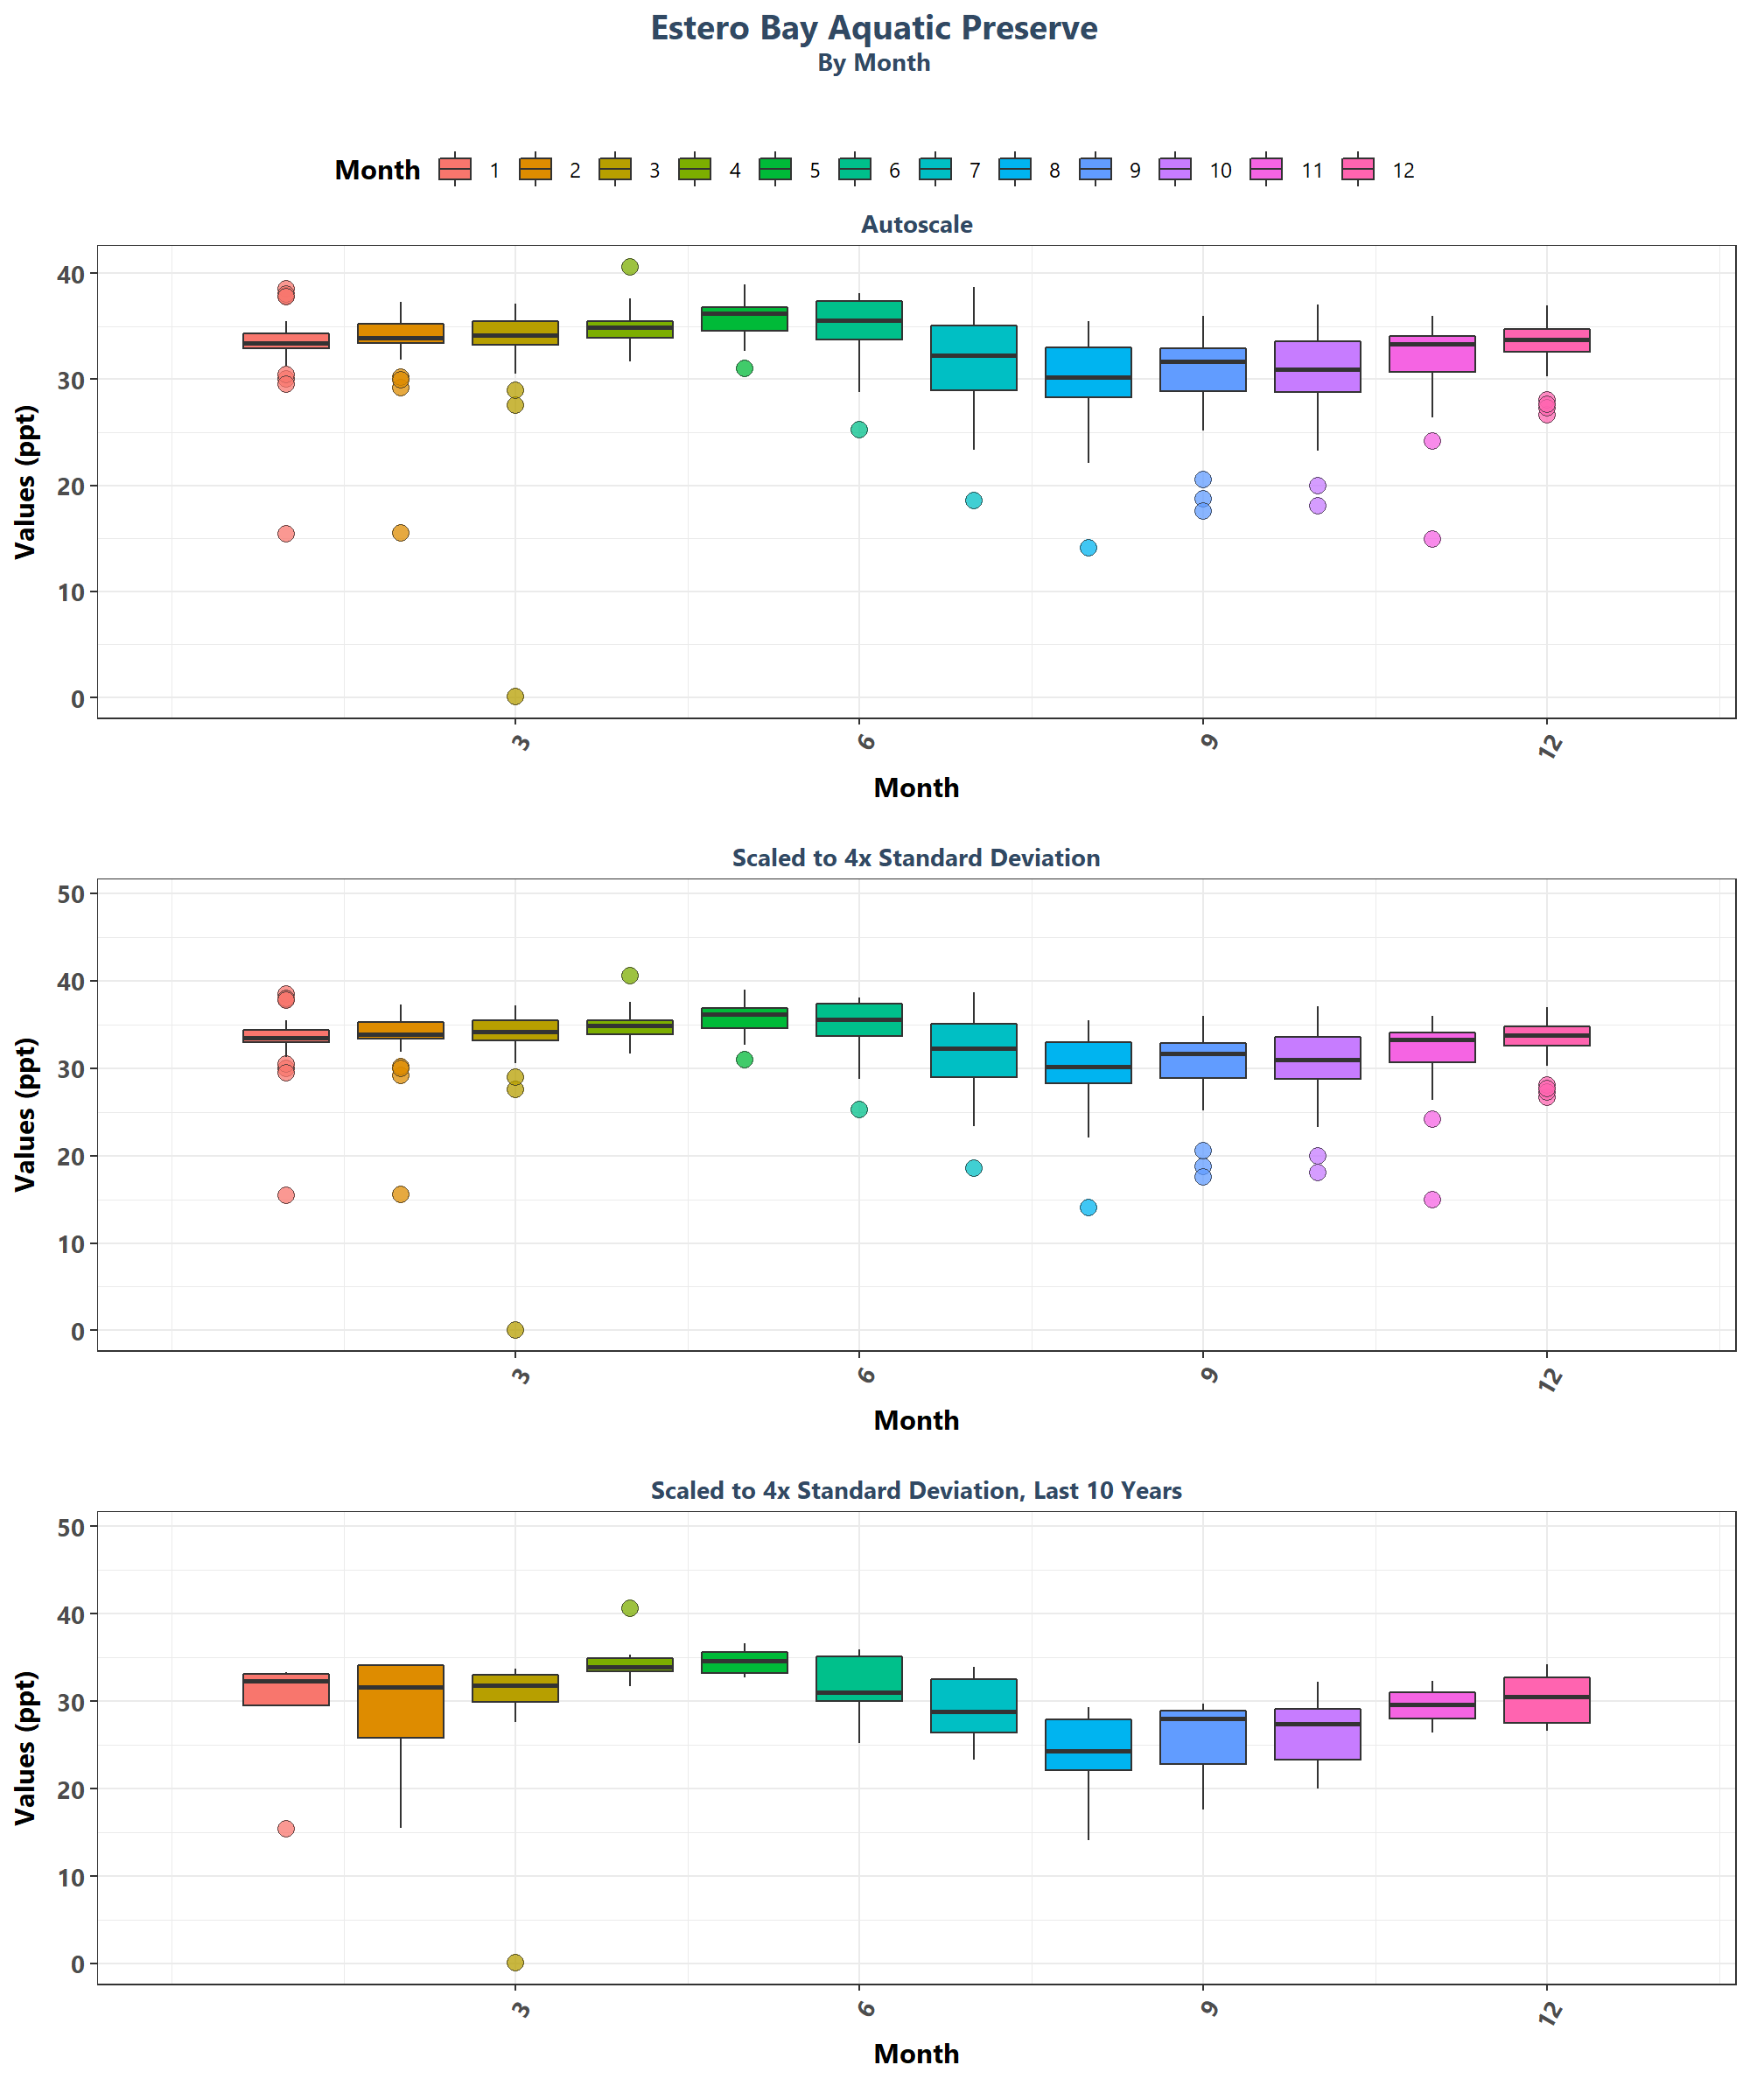 Estero Bay Aquatic Preserve
By Month
Month 1 2 3 4 5 6 7 8 9 10 11 12
Autoscale
Values (ppt)
40
30
20
10
0
3 6 9 12
Month
Scaled to 4x Standard Deviation
Values (ppt)
50
40
30
20
10
0
3 6 9 12
Month
Scaled to 4x Standard Deviation, Last 10 Years
Values (ppt)
50
40
30
20
10
0
3 6 9 12
Month